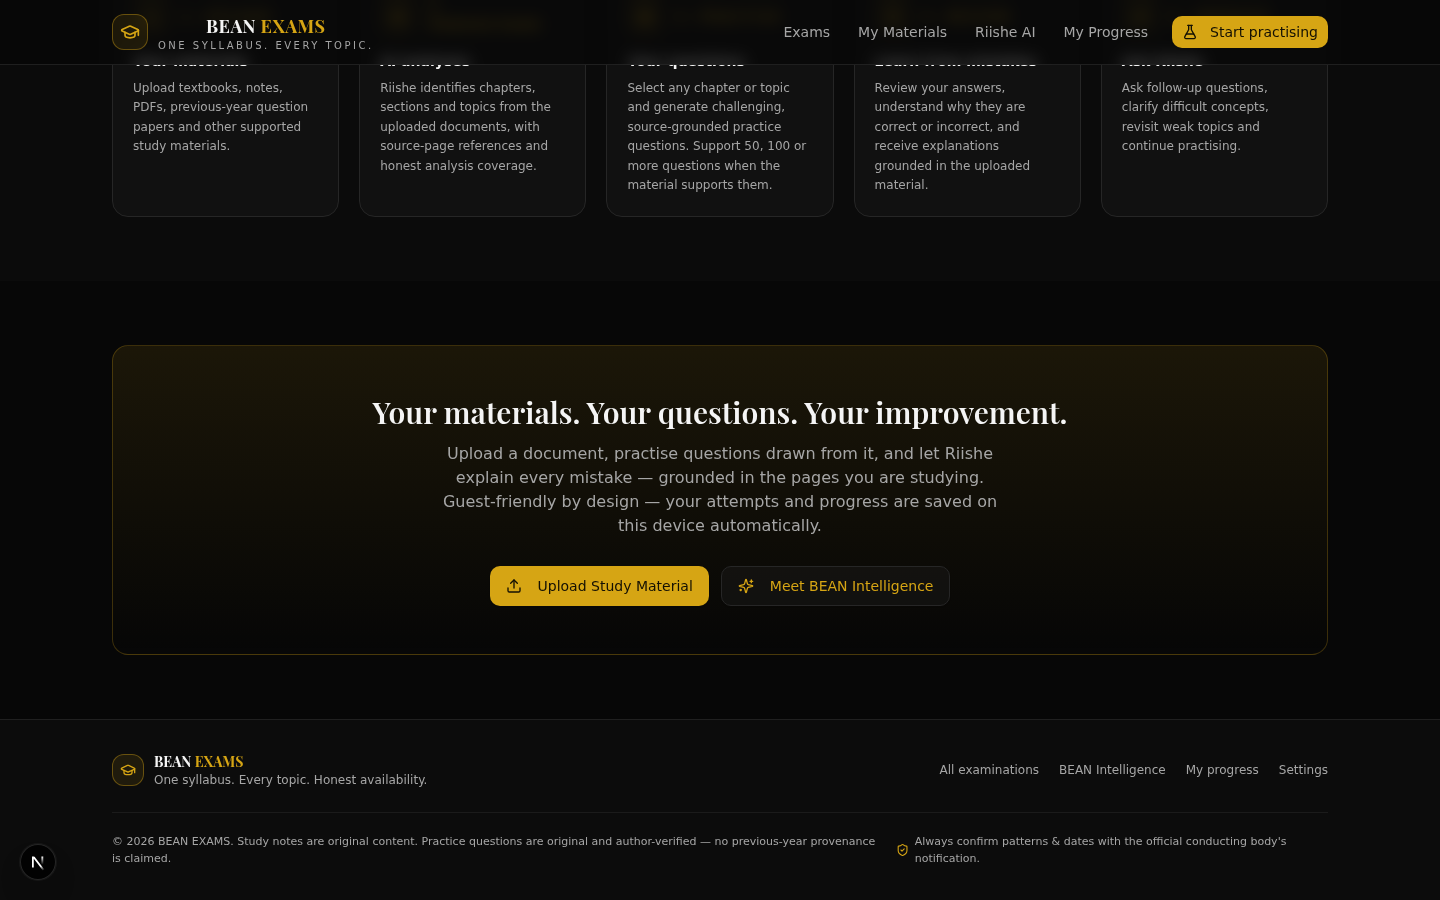 BEAN EXAMS
ONE SYLLABUS. EVERY TOPIC.
Exams
My Materials
Riishe AI
My Progress
Start practising
Upload textbooks, notes,
PDFs, previous-year question
papers and other supported
study materials.
Riishe identifies chapters,
sections and topics from the
uploaded documents, with
source-page references and
honest analysis coverage.
Select any chapter or topic
and generate challenging,
source-grounded practice
questions. Support 50, 100 or
more questions when the
material supports them.
Review your answers,
understand why they are
correct or incorrect, and
receive explanations
grounded in the uploaded
material.
Ask follow-up questions,
clarify difficult concepts,
revisit weak topics and
continue practising.
Your materials. Your questions. Your improvement.
Upload a document, practise questions drawn from it, and let Riishe
explain every mistake — grounded in the pages you are studying.
Guest-friendly by design — your attempts and progress are saved on
this device automatically.
Upload Study Material
Meet BEAN Intelligence
BEAN EXAMS
One syllabus. Every topic. Honest availability.
All examinations
BEAN Intelligence
My progress
Settings
© 2026 BEAN EXAMS. Study notes are original content. Practice questions are original and author-verified — no previous-year provenance
is claimed.
Always confirm patterns & dates with the official conducting body's
notification.
N